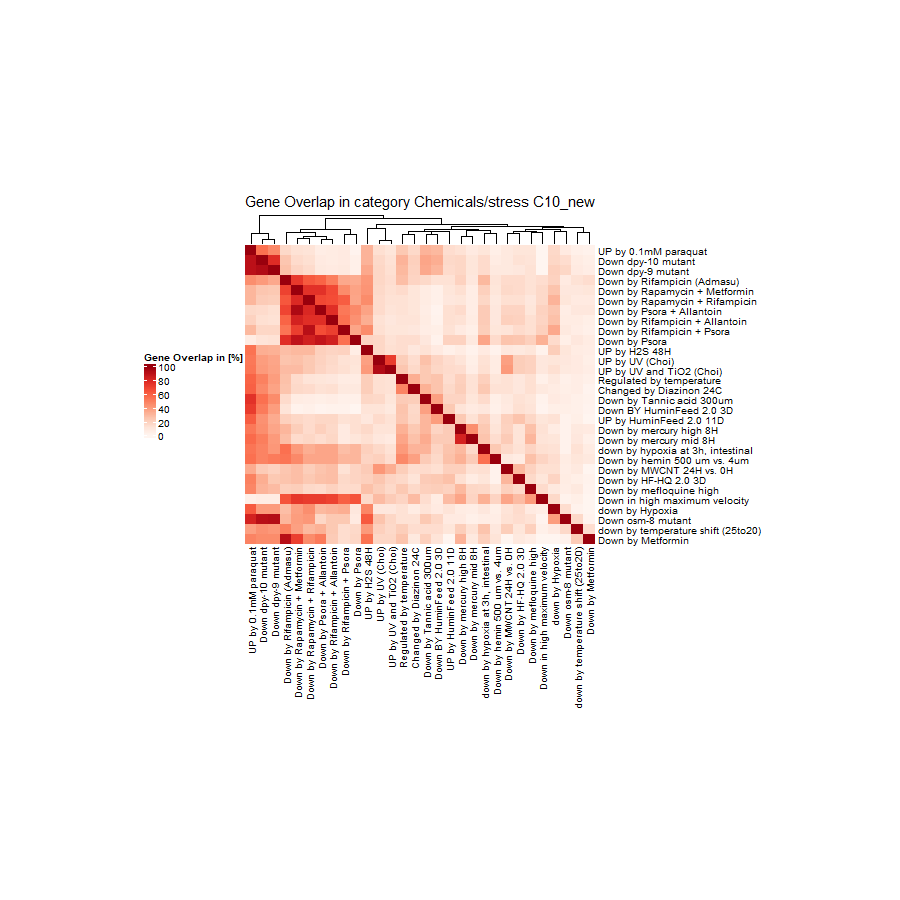 Gene Overlap in category Chemicals/stress C10_new
UP by 0.1mM paraquat
Down dpy-10 mutant
Down dpy-9 mutant
Down by Rifampicin (Admasu)
Down by Rapamycin + Metformin
Down by Rapamycin + Rifampicin
Down by Psora + Allantoin
Down by Rifampicin + Allantoin
Down by Rifampicin + Psora
Down by Psora
UP by H2S 48H
UP by UV (Choi)
UP by UV and TiO2 (Choi)
Regulated by temperature
Changed by Diazinon 24C
Down by Tannic acid 300um
Down BY HuminFeed 2.0 3D
UP by HuminFeed 2.0 11D
Down by mercury high 8H
Down by mercury mid 8H
down by hypoxia at 3h, intestinal
Down by hemin 500 um vs. 4um
Down by MWCNT 24H vs. 0H
Down by HF-HQ 2.0 3D
Down by mefloquine high
Down in high maximum velocity
down by Hypoxia
Down osm-8 mutant
down by temperature shift (25to20)
Down by Metformin
Gene Overlap in [%]
100
80
60
40
20
0
UP by 0.1mM paraquat
Down dpy-10 mutant
Down dpy-9 mutant
Down by Rifampicin (Admasu)
Down by Rapamycin + Metformin
Down by Rapamycin + Rifampicin
Down by Psora + Allantoin
Down by Rifampicin + Allantoin
Down by Rifampicin + Psora
Down by Psora
UP by H2S 48H
UP by UV (Choi)
UP by UV and TiO2 (Choi)
Regulated by temperature
Changed by Diazinon 24C
Down by Tannic acid 300um
Down BY HuminFeed 2.0 3D
UP by HuminFeed 2.0 11D
Down by mercury high 8H
Down by mercury mid 8H
down by hypoxia at 3h, intestinal
Down by hemin 500 um vs. 4um
Down by MWCNT 24H vs. 0H
Down by HF-HQ 2.0 3D
Down by mefloquine high
Down in high maximum velocity
down by Hypoxia
Down osm-8 mutant
down by temperature shift (25to20)
Down by Metformin